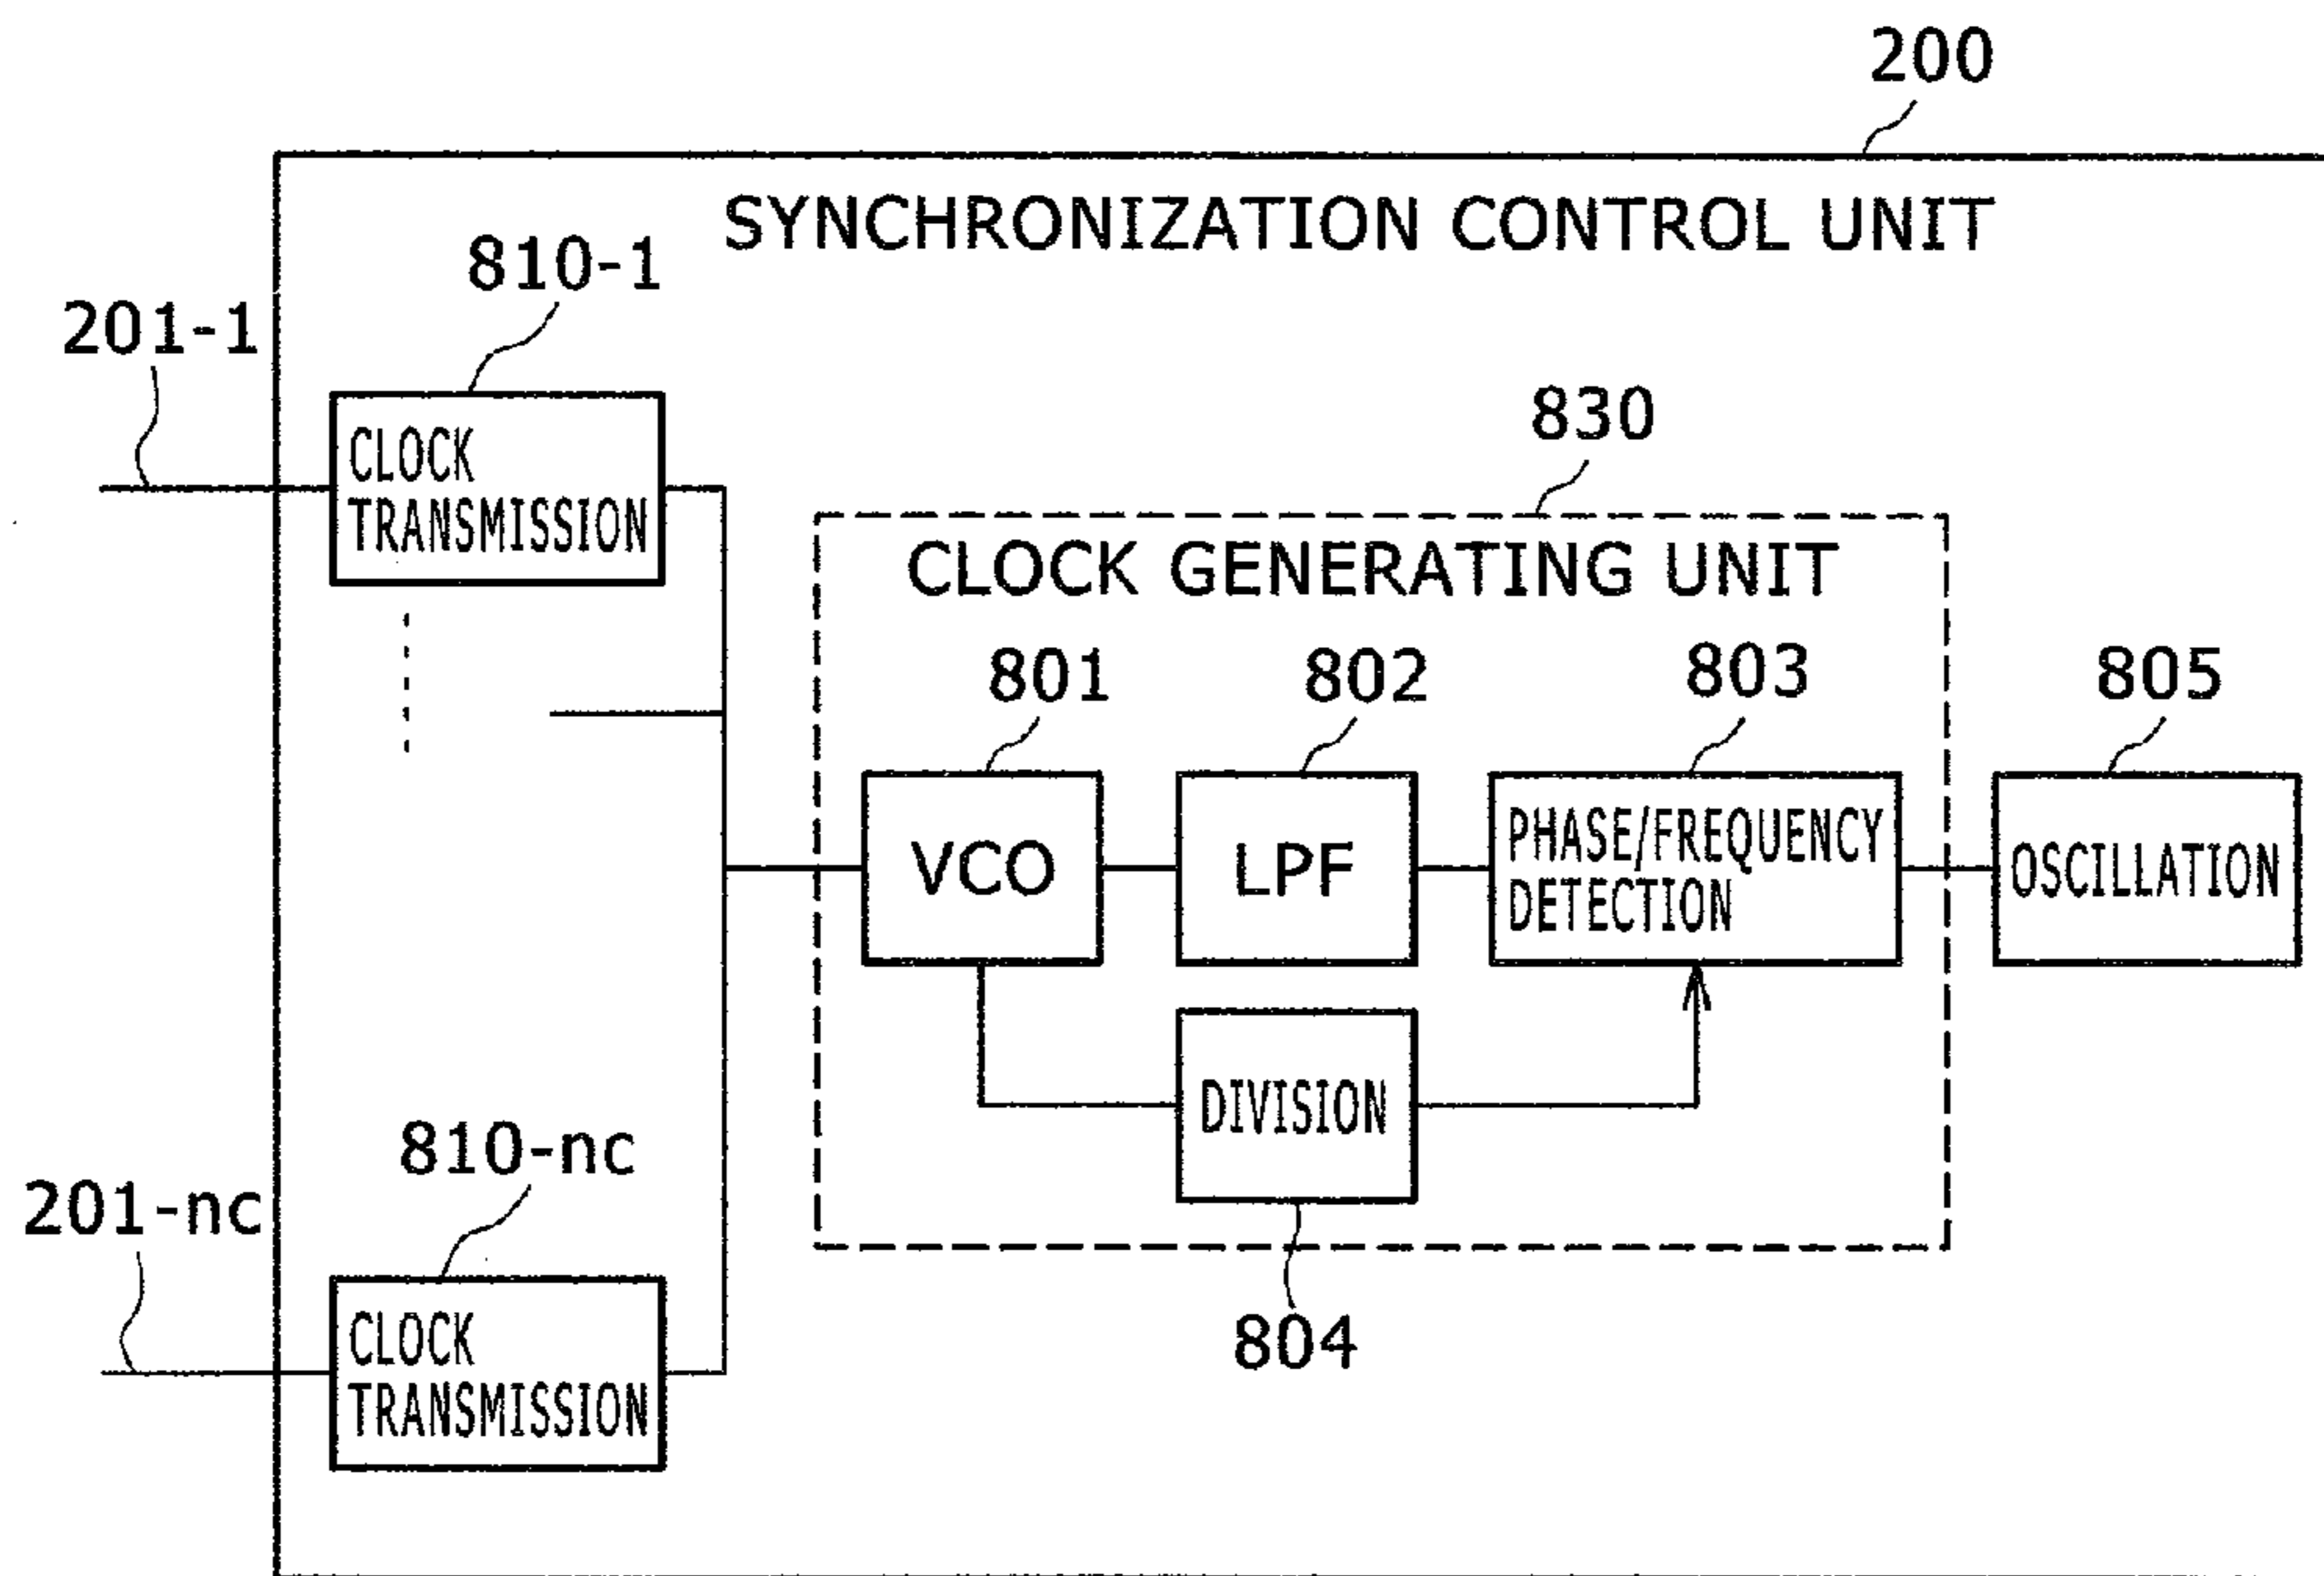 200
SYNCHRONIZATION CONTROL UNIT
810-1
201-1
CLOCK
TRANSMISSION
830
CLOCK GENERATING UNIT
801
802
803
805
VCO
LPF
PHASE/FREQUENCY
DETECTION
OSCILLATION
DIVISION
804
810-nc
201-nc
CLOCK
TRANSMISSION